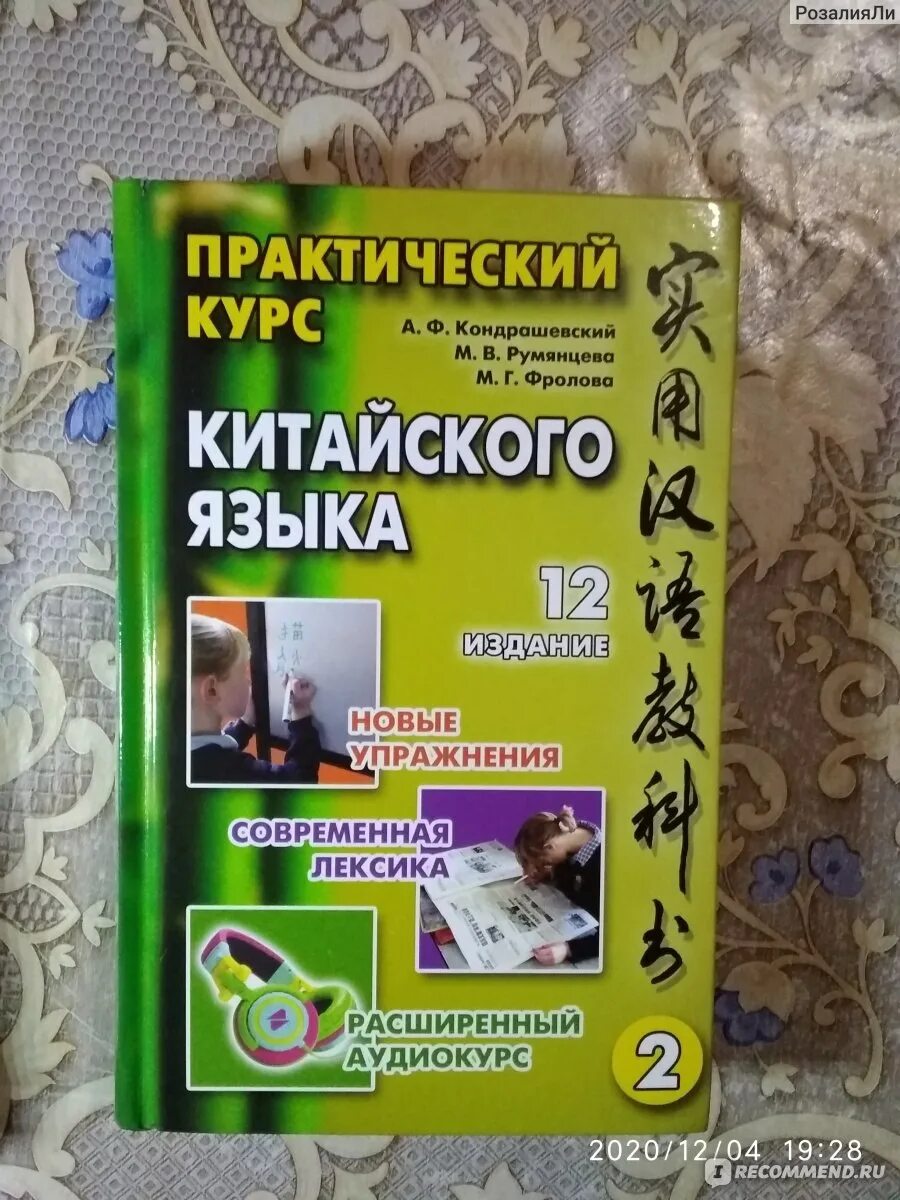 РозалияЛи
ПРАКТИЧЕСКИЙ
КУРС
А. Ф. Кондрашевский
М. В. Румянцева
М. Г. Фролова
КИТАЙСКОГО
ЯЗЫКА
12
ИЗДАНИЕ
实用汉语教科书
НОВЫЕ
УПРАЖНЕНИЯ
СОВРЕМЕННАЯ
ЛЕКСИКА
РАСШИРЕННЫЙ
АУДИОКУРС
2
2020/12/04 19:28
IRECOMMEND.RU